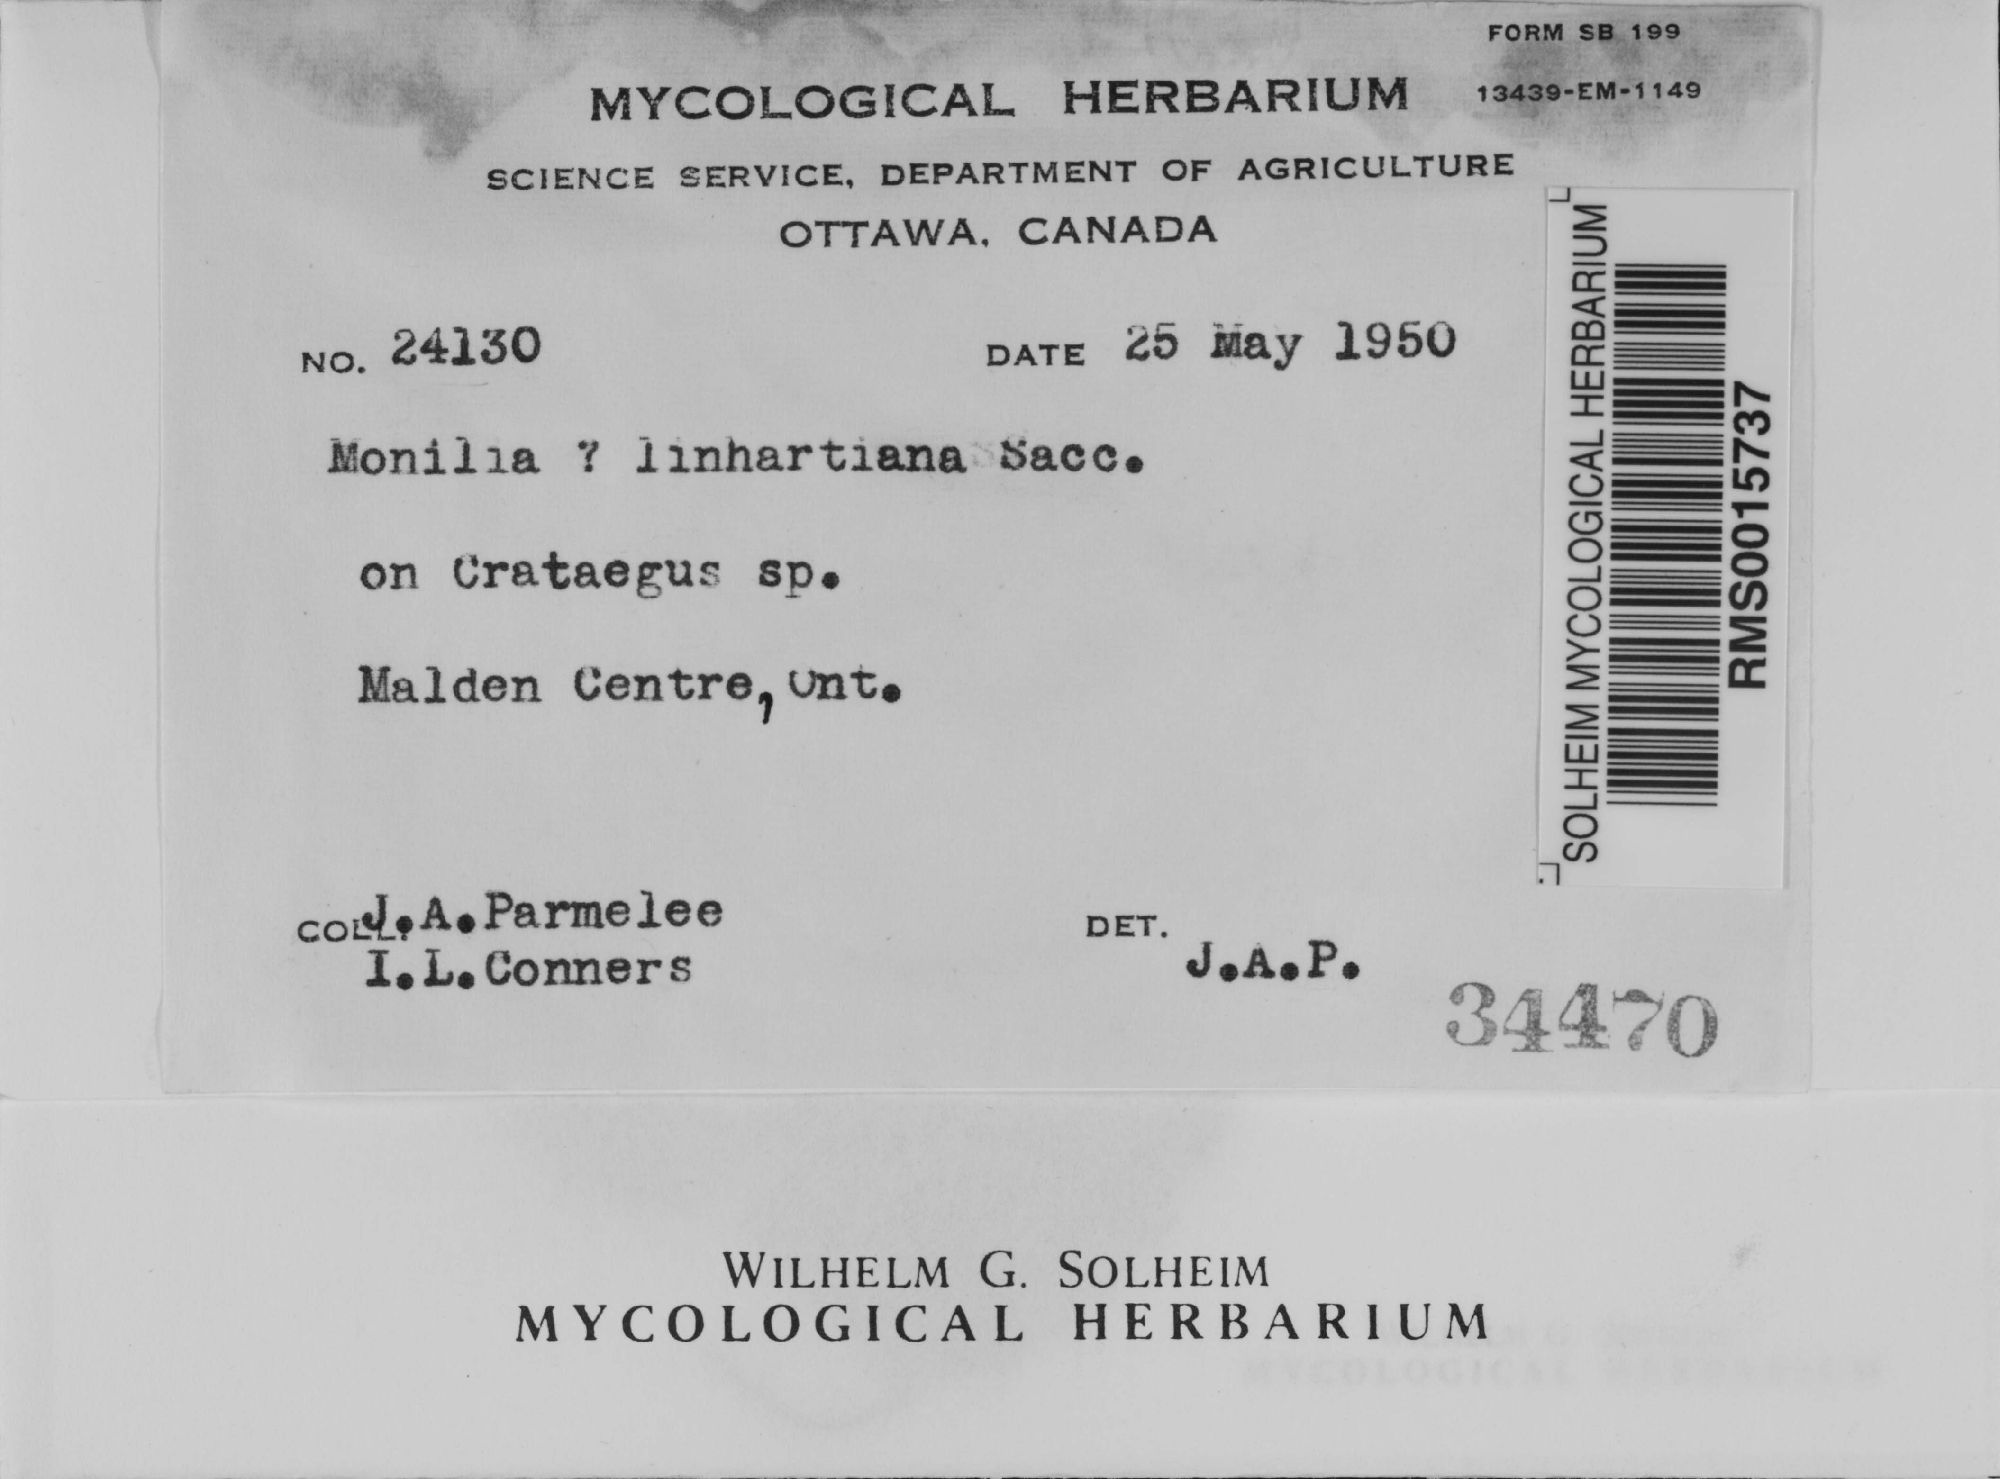 FORM SB 199
MYCOLOGICAL HERBARIUM 13439-EM-1149
SCIENCE SERVICE, DEPARTMENT OF AGRICULTURE
OTTAWA, CANADA
NO. 24130 DATE 25 May 1950
Monilia ? linhartiana Sacc.
on Crataegus sp.
Malden Centre, Ont.
COLL. J.A. Parmelee
I.L. Conners
DET. J.A.P.
34470
SOLHEIM MYCOLOGICAL HERBARIUM
RMS0015737
WILHELM G. SOLHEIM
MYCOLOGICAL HERBARIUM